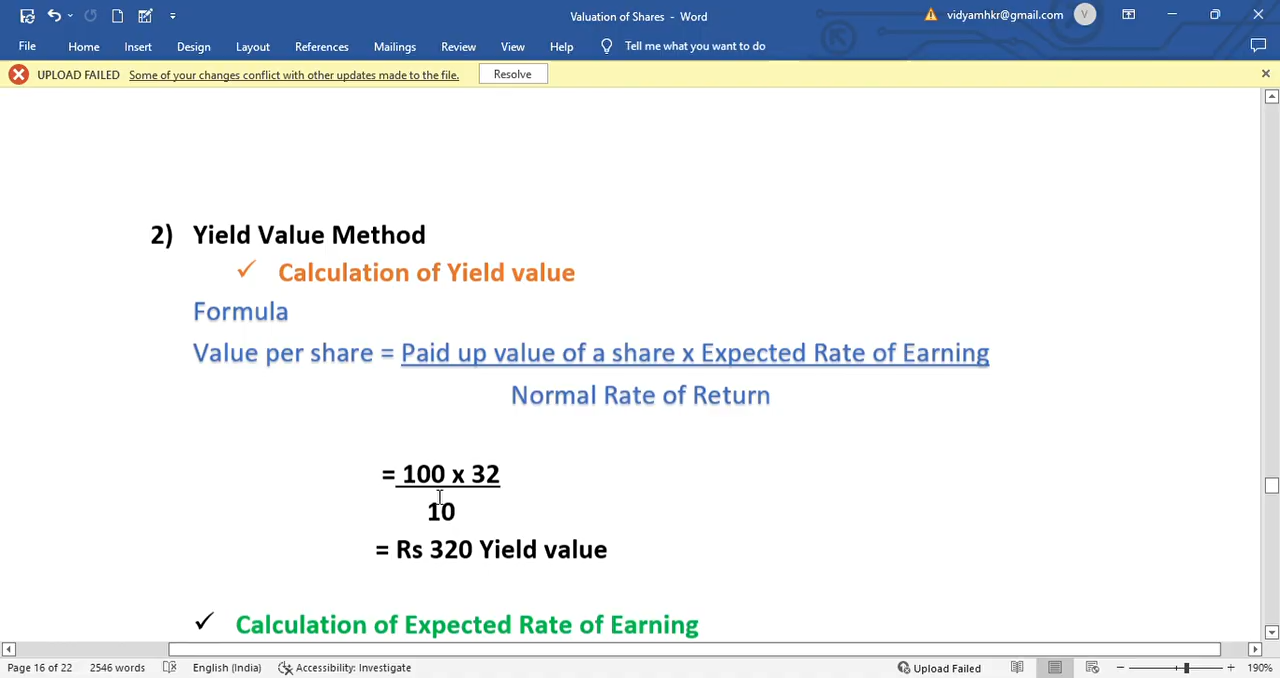 Valuation of Shares - Word
vidyamhkr@gmail.com
V
File Home Insert Design Layout References Mailings Review View Help Tell me what you want to do
UPLOAD FAILED Some of your changes conflict with other updates made to the file. Resolve
2) Yield Value Method
✓ Calculation of Yield value
Formula
Value per share = Paid up value of a share x Expected Rate of Earning
Normal Rate of Return
= 100 x 32
10
= Rs 320 Yield value
✓ Calculation of Expected Rate of Earning
Page 16 of 22 2546 words English (India) Accessibility: Investigate Upload Failed 190%